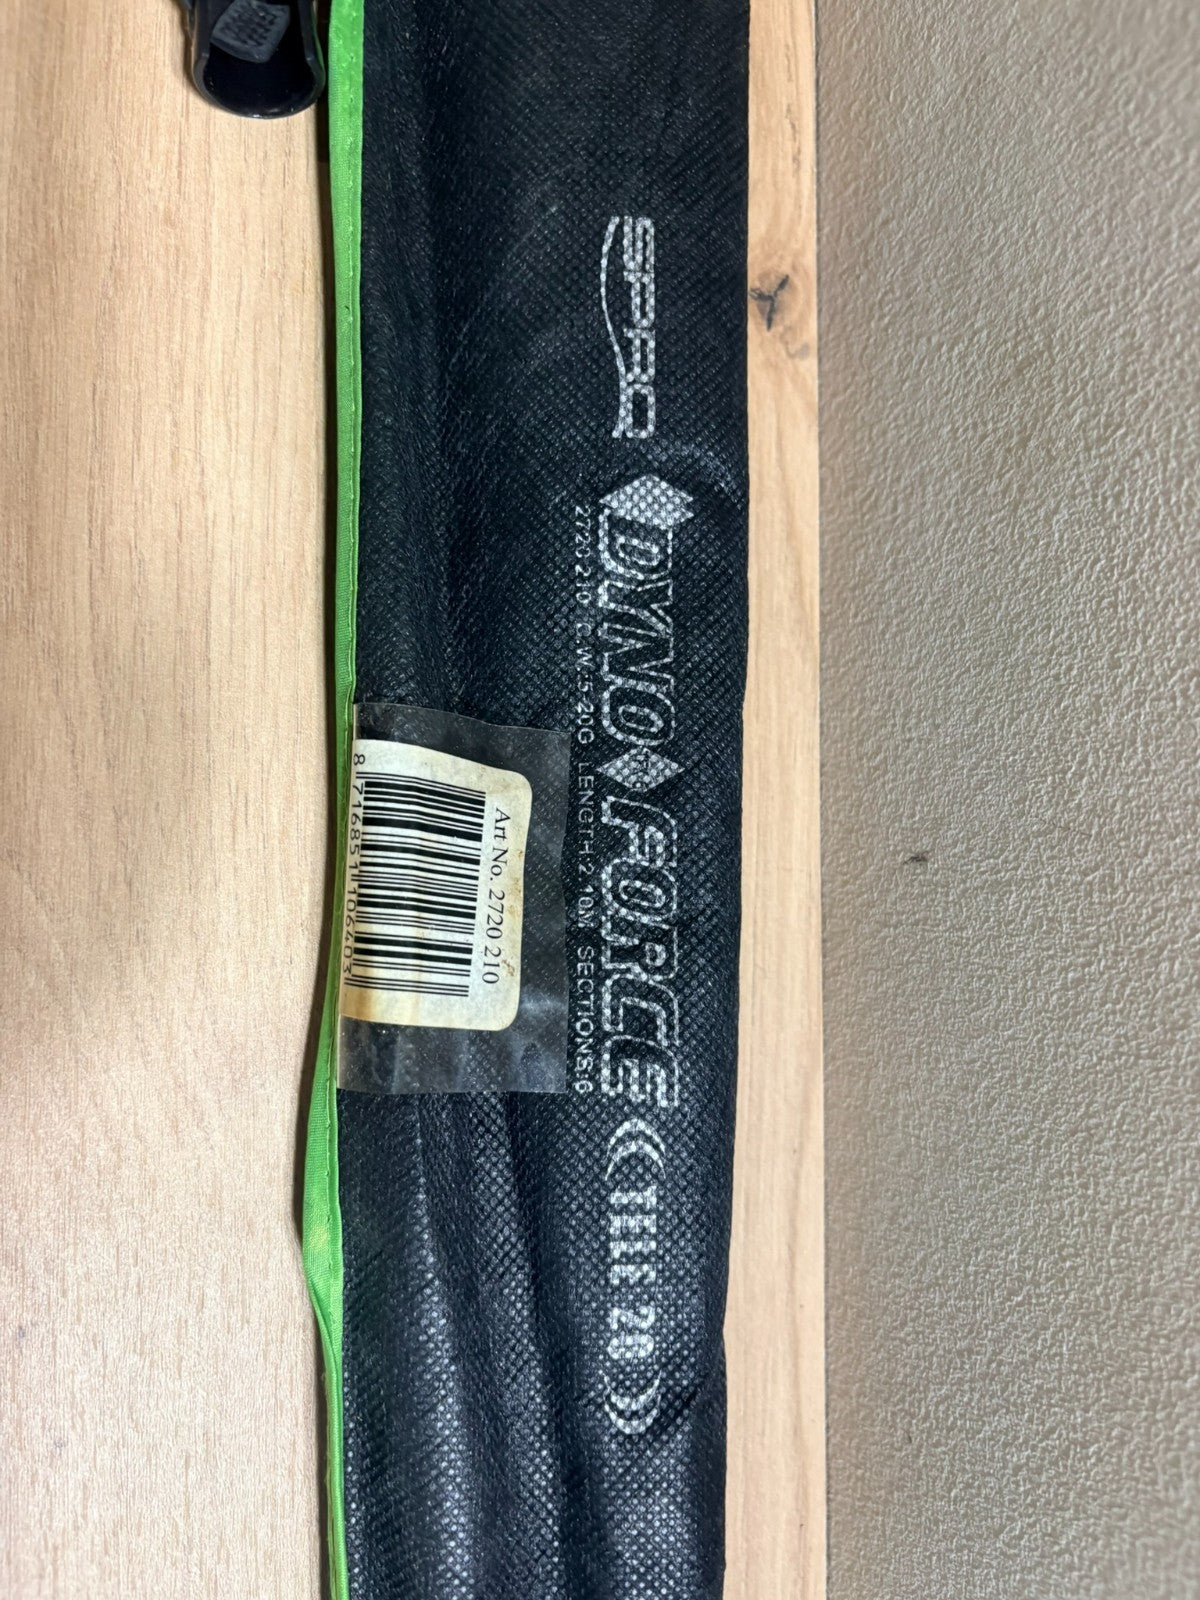 SPRO
DYNO FORCE TELE 20
2720 210 C.W:5-20G LENGTH:2.10M SECTIONS:6
Art No. 2720 210
8 716851 106403